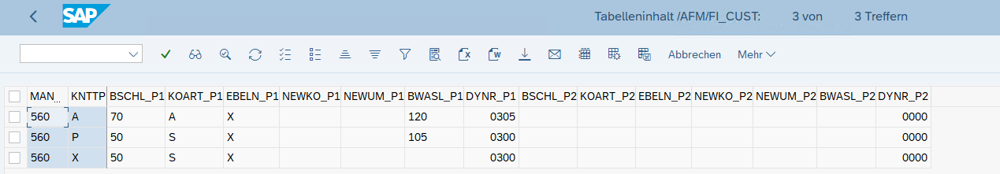 SAP Tabelleninhalt /AFM/FI_CUST: 3 von 3 Treffern
Abbrechen Mehr
MAN... KNTTP BSCHL_P1 KOART_P1 EBELN_P1 NEWKO_P1 NEWUM_P1 BWASL_P1 DYNR_P1 BSCHL_P2 KOART_P2 EBELN_P2 NEWKO_P2 NEWUM_P2 BWASL_P2 DYNR_P2
560 A 70 A X 120 0305 0000
560 P 50 S X 105 0300 0000
560 X 50 S X 0300 0000